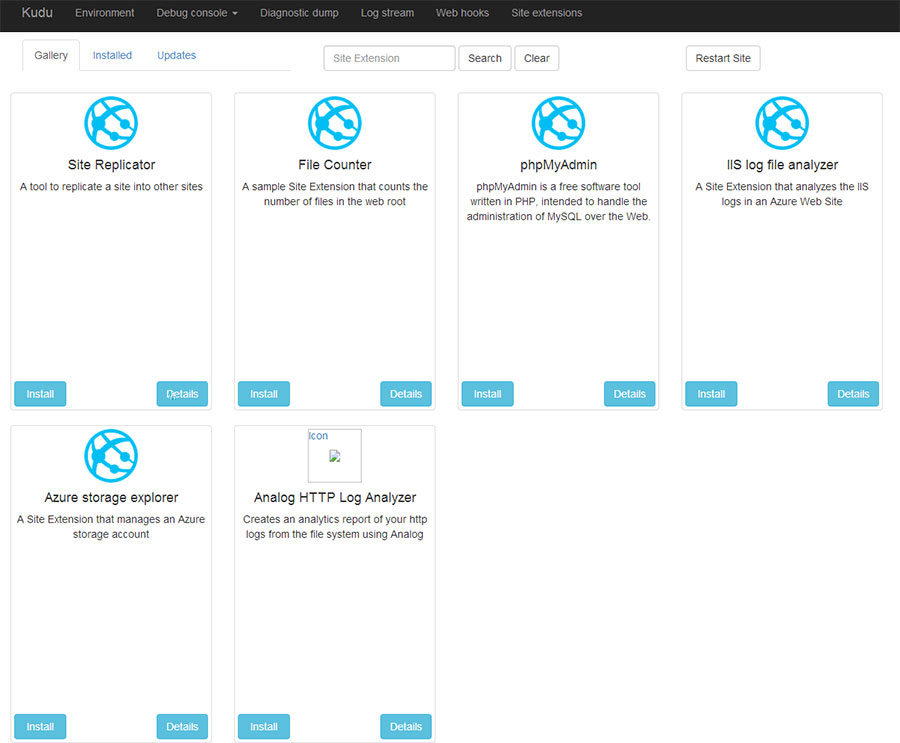 Kudu Environment Debug console Diagnostic dump Log stream Web hooks Site extensions
Gallery Installed Updates Site Extension Search Clear Restart Site
Site Replicator
A tool to replicate a site into other sites
Install Details
File Counter
A sample Site Extension that counts the
number of files in the web root
Install Details
phpMyAdmin
phpMyAdmin is a free software tool
written in PHP, intended to handle the
administration of MySQL over the Web.
Install Details
IIS log file analyzer
A Site Extension that analyzes the IIS
logs in an Azure Web Site
Install Details
Azure storage explorer
A Site Extension that manages an Azure
storage account
Install Details
Icon
Analog HTTP Log Analyzer
Creates an analytics report of your http
logs from the file system using Analog
Install Details